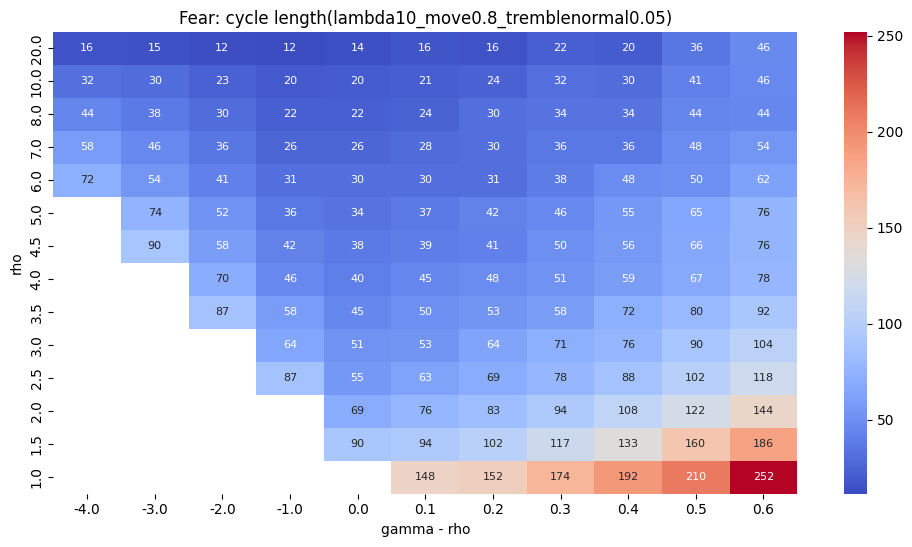 Fear: cycle length(lambda10_move0.8_tremblenormal0.05)
20.0 16 15 12 12 14 16 16 22 20 36 46
10.0 32 30 23 20 20 21 24 32 30 41 46
8.0 44 38 30 22 22 24 30 34 34 44 44
7.0 58 46 36 26 26 28 30 36 36 48 54
6.0 72 54 41 31 30 30 31 38 48 50 62
5.0 74 52 36 34 37 42 46 55 65 76
4.5 90 58 42 38 39 41 50 56 66 76
4.0 70 46 40 45 48 51 59 67 78
3.5 87 58 45 50 53 58 72 80 92
3.0 64 51 53 64 71 76 90 104
2.5 87 55 63 69 78 88 102 118
2.0 69 76 83 94 108 122 144
1.5 90 94 102 117 133 160 186
1.0 148 152 174 192 210 252
-4.0 -3.0 -2.0 -1.0 0.0 0.1 0.2 0.3 0.4 0.5 0.6
gamma - rho
rho
250
200
150
100
50